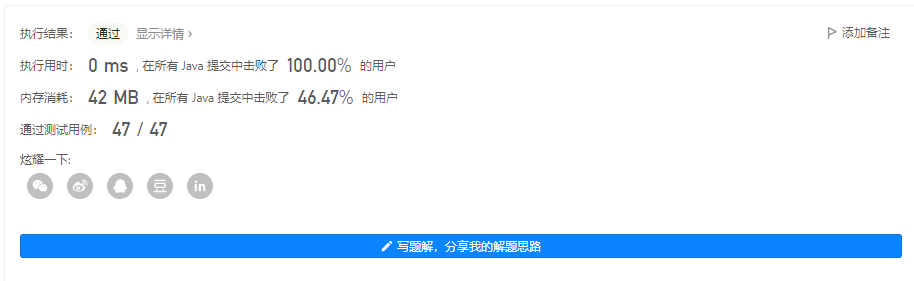 执行结果: 通过 显示详情 › 添加备注
执行用时: 0 ms , 在所有 Java 提交中击败了 100.00% 的用户
内存消耗: 42 MB , 在所有 Java 提交中击败了 46.47% 的用户
通过测试用例: 47 / 47
炫耀一下:
豆 in
写题解，分享我的解题思路